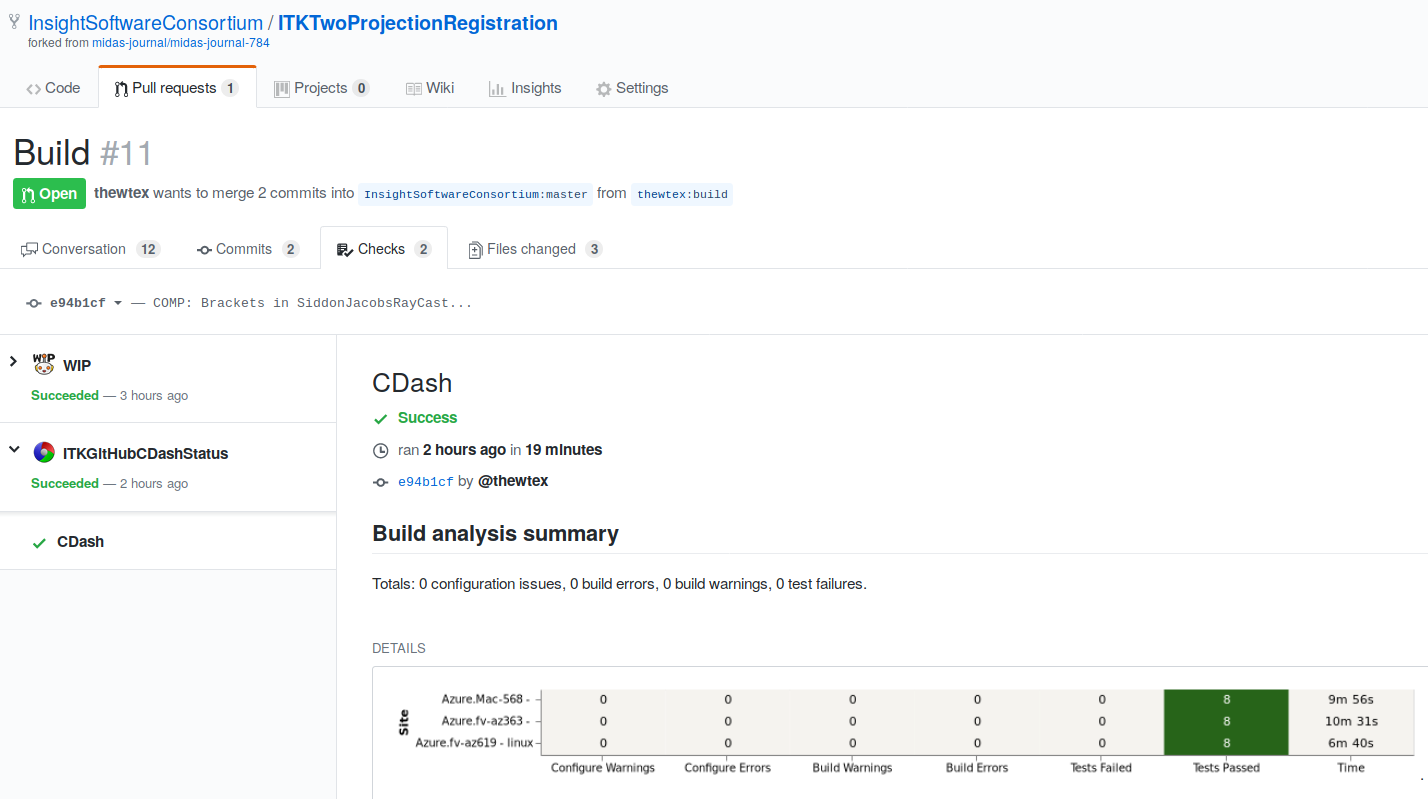 InsightSoftwareConsortium / ITKTwoProjectionRegistration
forked from midas-journal/midas-journal-784
Code Pull requests 1 Projects 0 Wiki Insights Settings
Build #11
Open thewtex wants to merge 2 commits into InsightSoftwareConsortium:master from thewtex:build
Conversation 12 Commits 2 Checks 2 Files changed 3
e94b1cf — COMP: Brackets in SiddonJacobsRayCast...
WIP
WIP
Succeeded — 3 hours ago
ITKGitHubCDashStatus
Succeeded — 2 hours ago
CDash
CDash
Success
ran 2 hours ago in 19 minutes
e94b1cf by @thewtex
Build analysis summary
Totals: 0 configuration issues, 0 build errors, 0 build warnings, 0 test failures.
DETAILS
Site
Azure.Mac-568 - 0 0 0 0 0 8 9m 56s
Azure.fv-az363 - 0 0 0 0 0 8 10m 31s
Azure.fv-az619 - linux 0 0 0 0 0 8 6m 40s
Configure Warnings Configure Errors Build Warnings Build Errors Tests Failed Tests Passed Time